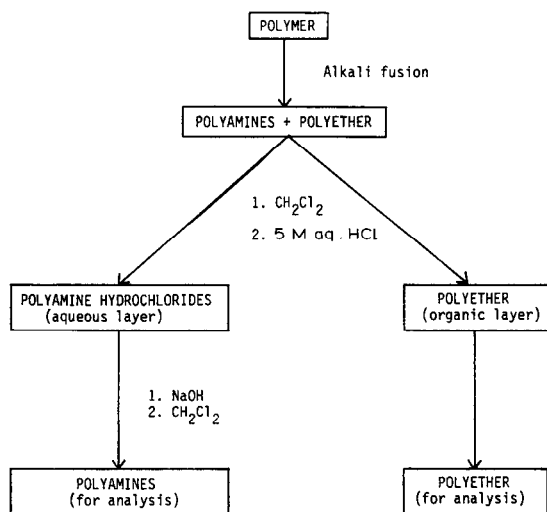 POLYMER
Alkali fusion
POLYAMINES + POLYETHER
1. CH₂Cl₂
2. 5 M aq. HCL
POLYAMINE HYDROCHLORIDES
(aqueous layer)
POLYETHER
(organic layer)
1. NaOH
2. CH₂Cl₂
POLYAMINES
(for analysis)
POLYETHER
(for analysis)